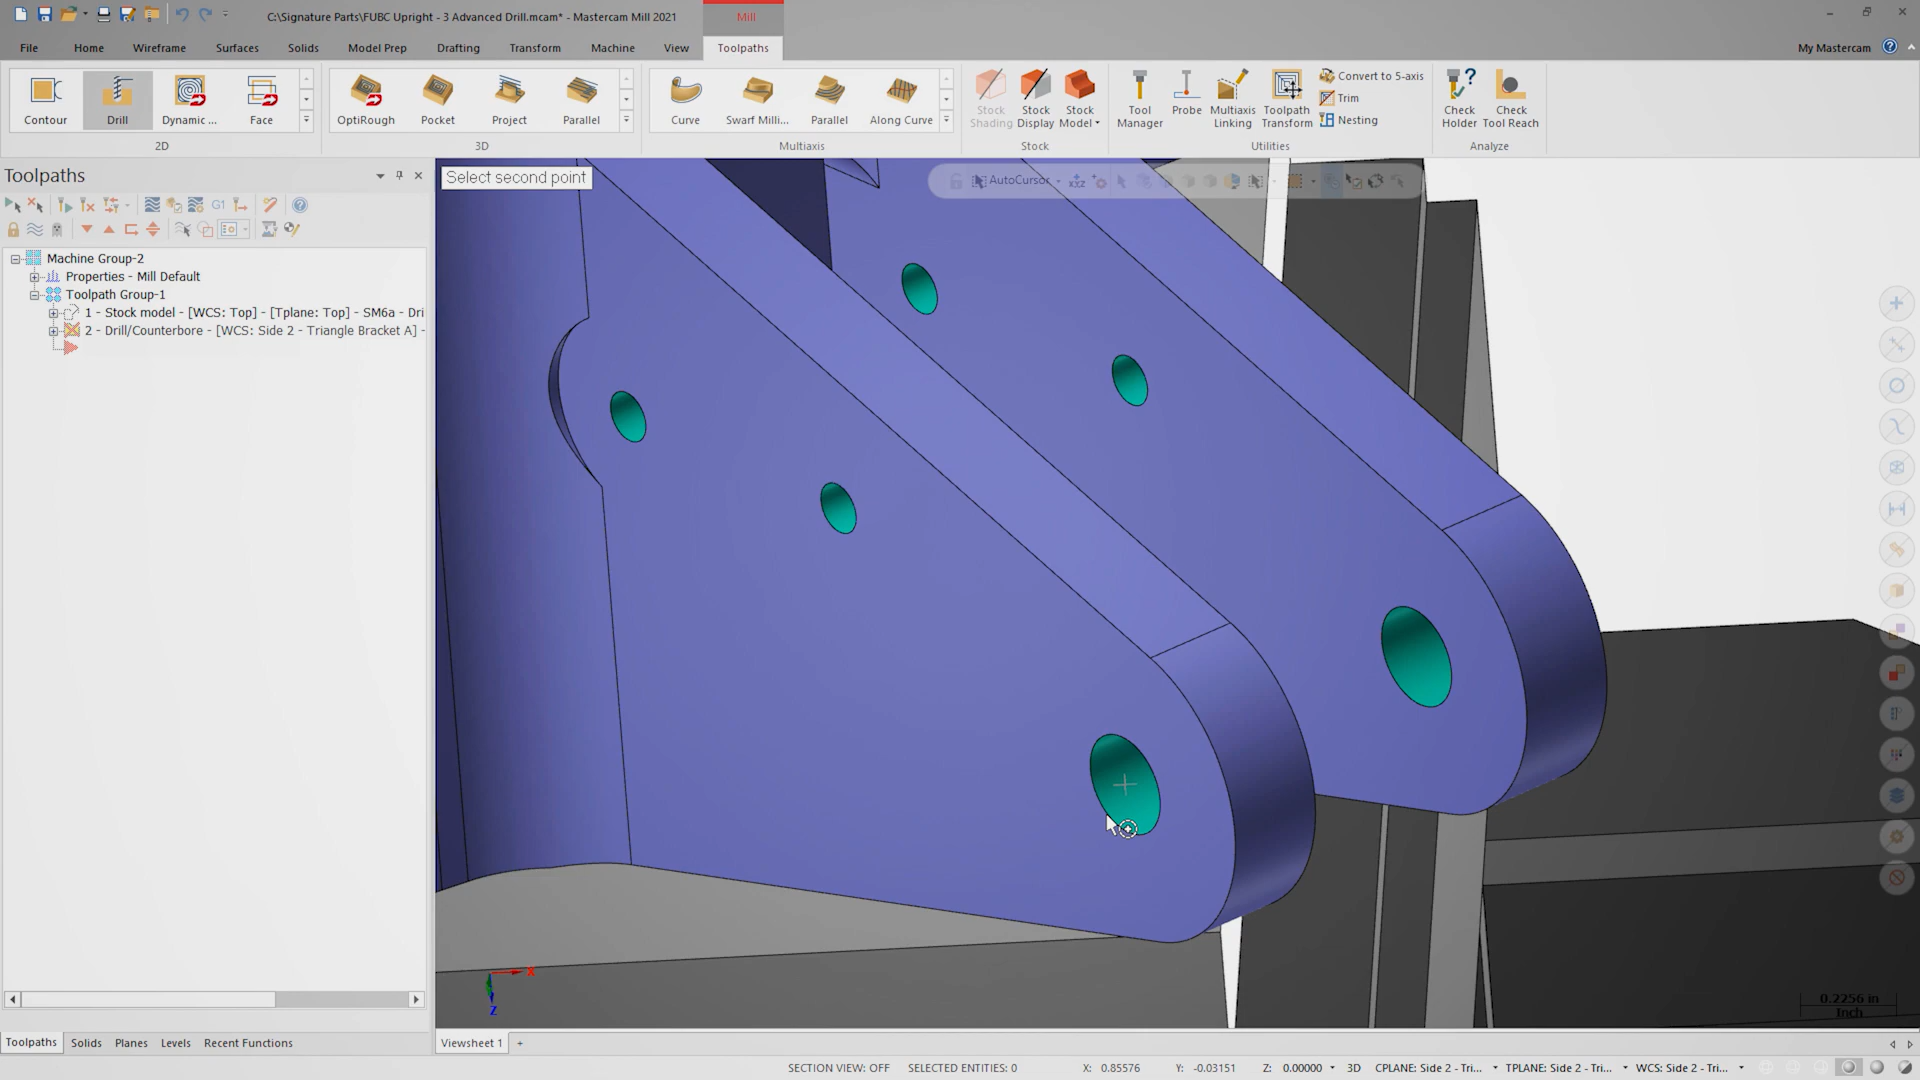 C:\Signature Parts\FUBC Upright - 3 Advanced Drill.mcam* - Mastercam Mill 2021
Mill
File Home Wireframe Surfaces Solids Model Prep Drafting Transform Machine View Toolpaths
My Mastercam
Contour Drill Dynamic ... Face
2D
OptiRough Pocket Project Parallel
3D
Curve Swarf Milli... Parallel Along Curve
Multiaxis
Stock Shading
Stock Display
Stock Model
Stock
Tool Manager
Probe
Multiaxis Linking
Toolpath Transform
Convert to 5-axis
Trim
Nesting
Utilities
Check Holder
Check Tool Reach
Analyze
Toolpaths
G1
Machine Group-2
Properties - Mill Default
Toolpath Group-1
1 - Stock model - [WCS: Top] - [Tplane: Top] - SM6a - Dri
2 - Drill/Counterbore - [WCS: Side 2 - Triangle Bracket A] -
Select second point
AutoCursor
X
Z
0.2256 in
Inch
Toolpaths Solids Planes Levels Recent Functions
Viewsheet 1 +
SECTION VIEW: OFF SELECTED ENTITIES: 0 X: 0.85576 Y: -0.03151 Z: 0.00000 3D CPLANE: Side 2 - Tri... TPLANE: Side 2 - Tri... WCS: Side 2 - Tri...